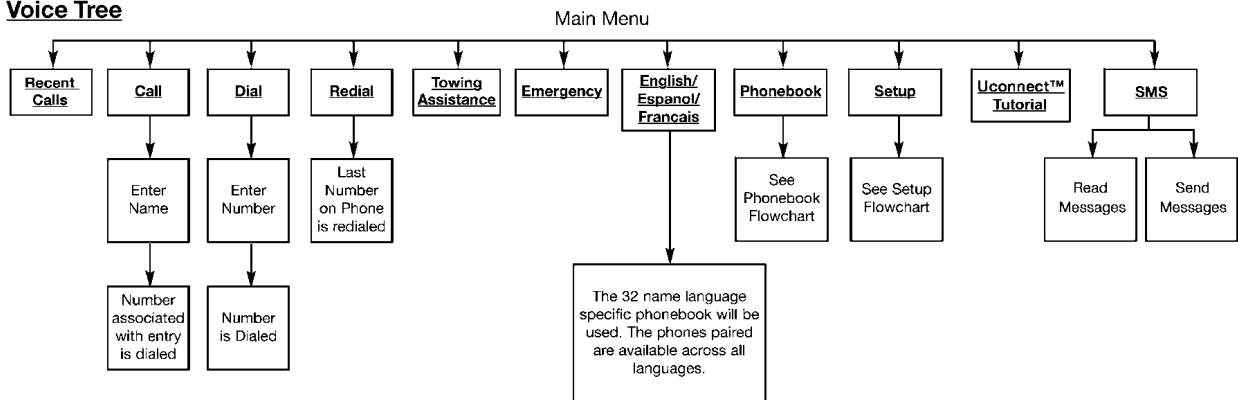 Voice Tree
Main Menu
Recent
Calls
Call
Dial
Redial
Towing
Assistance
Emergency
English/
Espanol/
Francais
Phonebook
Setup
Uconnect™
Tutorial
SMS
Enter
Name
Enter
Number
Last
Number
on Phone
is redialed
See
Phonebook
Flowchart
See Setup
Flowchart
Read
Messages
Send
Messages
Number
associated
with entry
is dialed
Number
is Dialed
The 32 name language
specific phonebook will be
used. The phones paired
are available across all
languages.